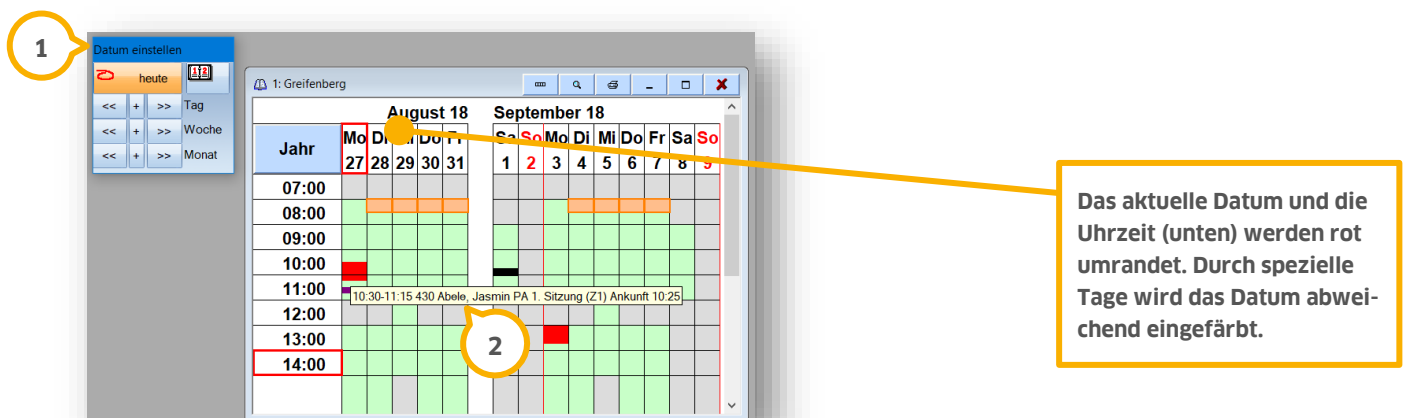 1
Datum einstellen
heute
<< + >> Tag
<< + >> Woche
<< + >> Monat
1: Greifenberg
August 18 September 18
Jahr
Mo Di Do Fr Sa So Mo Di Mi Do Fr Sa So
27 28 29 30 31 1 2 3 4 5 6 7 8 9
07:00
08:00
09:00
10:00
11:00
10:30-11:15 430 Abele, Jasmin PA 1. Sitzung (Z1) Ankunft 10:25
12:00
13:00
14:00
2
Das aktuelle Datum und die
Uhrzeit (unten) werden rot
umrandet. Durch spezielle
Tage wird das Datum abwei-
chend eingefärbt.